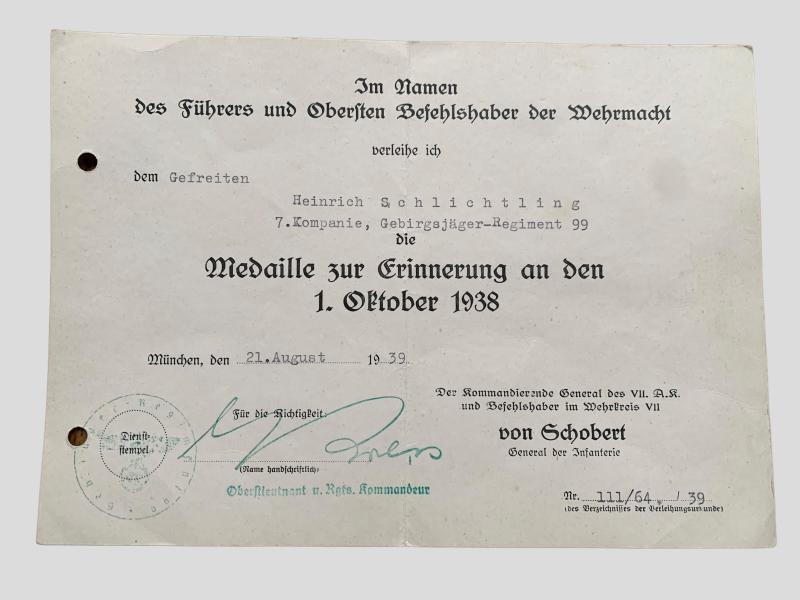 Im Namen
des Führers und Obersten Befehlshaber der Wehrmacht
verleihe ich
dem Gefreiten
Heinrich Schlichtling
7.Kompanie, Gebirgsjäger-Regiment 99
die
Medaille zur Erinnerung an den
1. Oktober 1938
München, den 21.August 1939
Der Kommandierende General des VII. A.K.
und Befehlshaber im Wehrkreis VII
von Schobert
General der Infanterie
Für die Richtigkeit:
Dienst-
stempel
(Name handschriftlich)
Oberstleutnant u. Rgts. Kommandeur
Nr. 111/64. / 39
(des Verzeichnisses der Verleihungsurkunde)